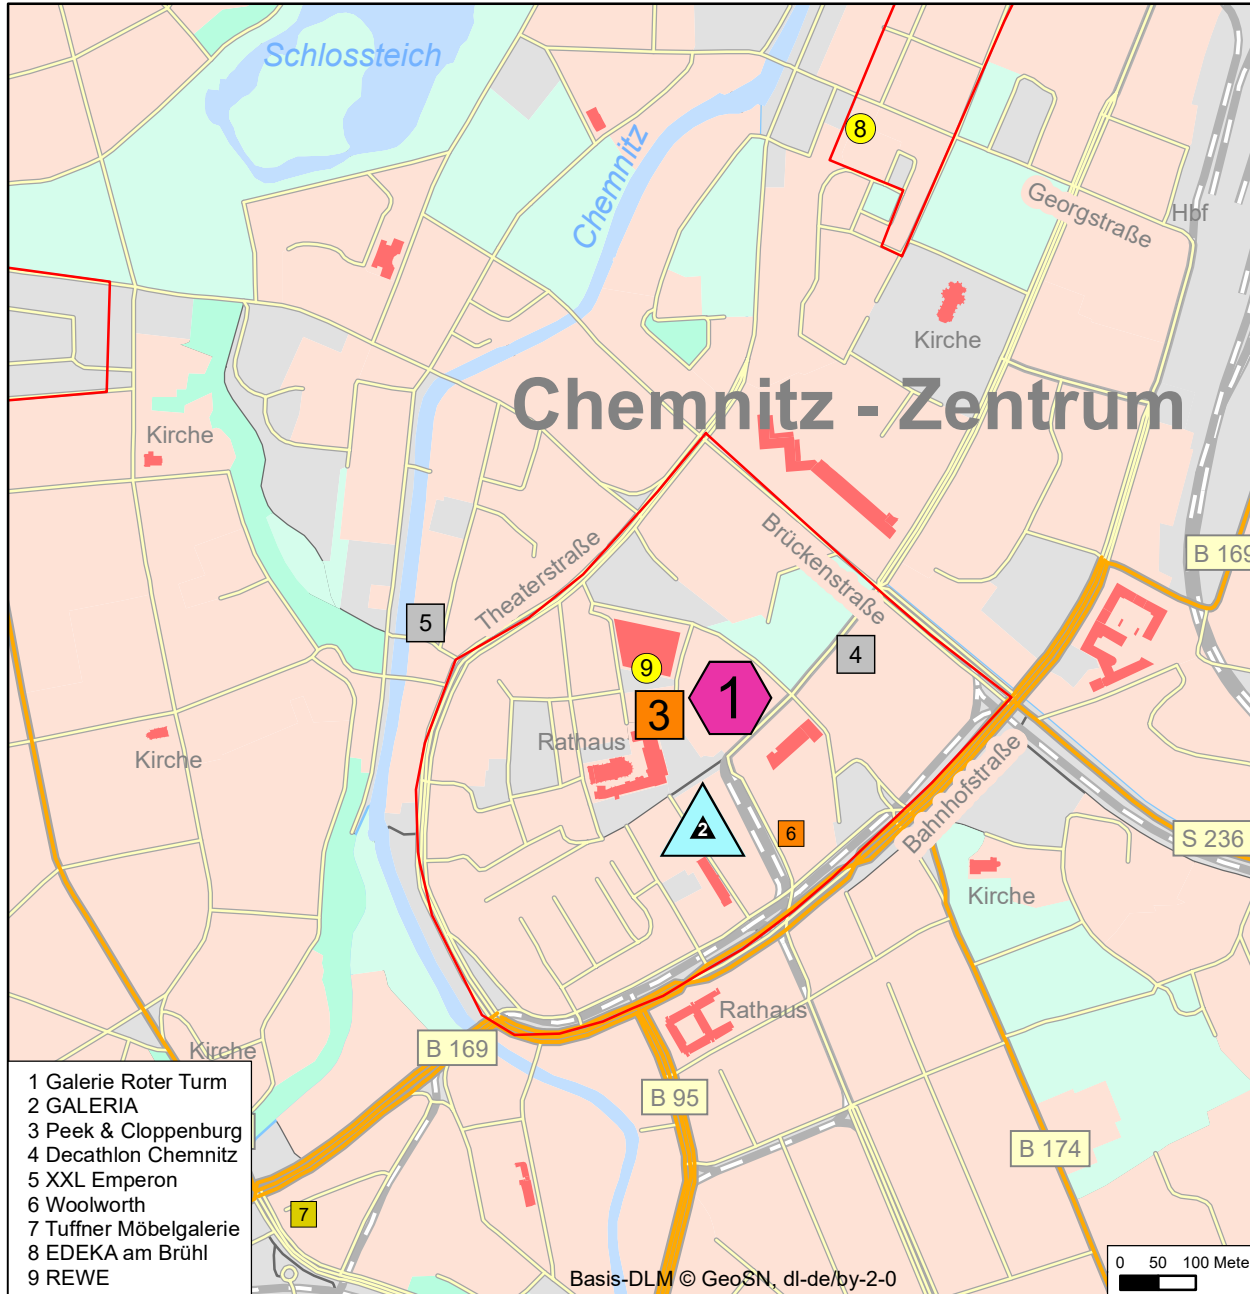 Schlossteich
Chemnitz
8
Georgstraße
Hbf
Kirche
Chemnitz - Zentrum
Kirche
Brückenstraße
Theaterstraße
B 169
5
4
9
1
3
Rathaus
Kirche
2
6
Bahnhofstraße
S 236
Kirche
Rathaus
Kirche
B 169
B 95
B 174
1 Galerie Roter Turm
2 GALERIA
3 Peek & Cloppenburg
4 Decathlon Chemnitz
5 XXL Emperon
6 Woolworth
7 Tuffner Möbelgalerie
8 EDEKA am Brühl
9 REWE
7
Basis-DLM © GeoSN, dl-de/by-2-0
0 50 100 Mete